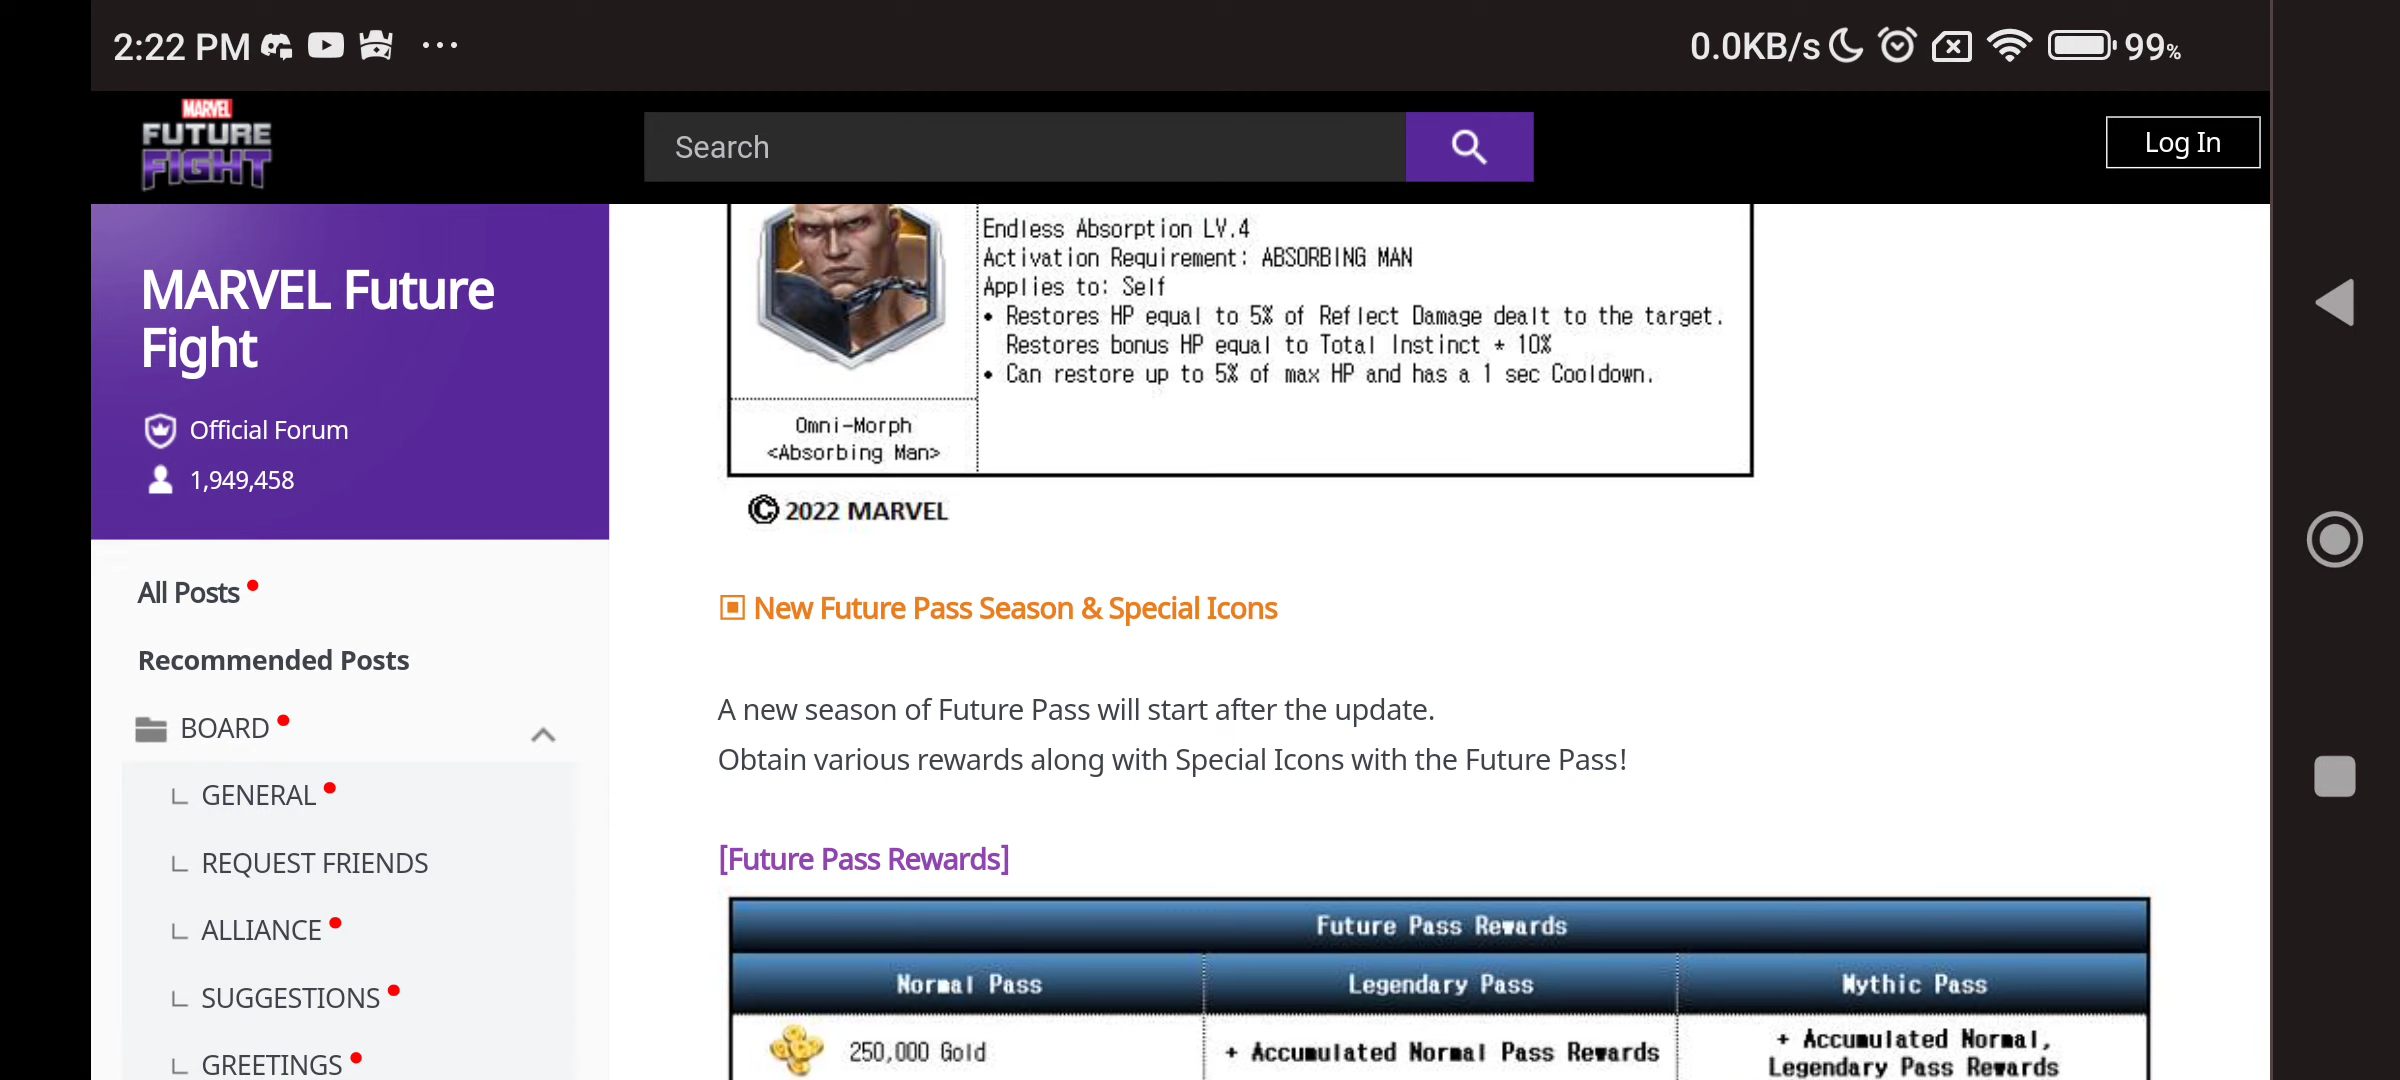 2:22 PM
0.0KB/s 99%
MARVEL
FUTURE
FIGHT
Search
Log In
MARVEL Future
Fight
Official Forum
1,949,458
All Posts
Recommended Posts
BOARD
GENERAL
REQUEST FRIENDS
ALLIANCE
SUGGESTIONS
GREETINGS
Endless Absorption LV.4
Activation Requirement: ABSORBING MAN
Applies to: Self
• Restores HP equal to 5% of Reflect Damage dealt to the target.
Restores bonus HP equal to Total Instinct * 10%
• Can restore up to 5% of max HP and has a 1 sec Cooldown.
Omni-Morph
<Absorbing Man>
© 2022 MARVEL
▣ New Future Pass Season & Special Icons
A new season of Future Pass will start after the update.
Obtain various rewards along with Special Icons with the Future Pass!
[Future Pass Rewards]
Future Pass Rewards
Normal Pass Legendary Pass Mythic Pass
250,000 Gold
+ Accumulated Normal Pass Rewards
+ Accumulated Normal,
Legendary Pass Rewards